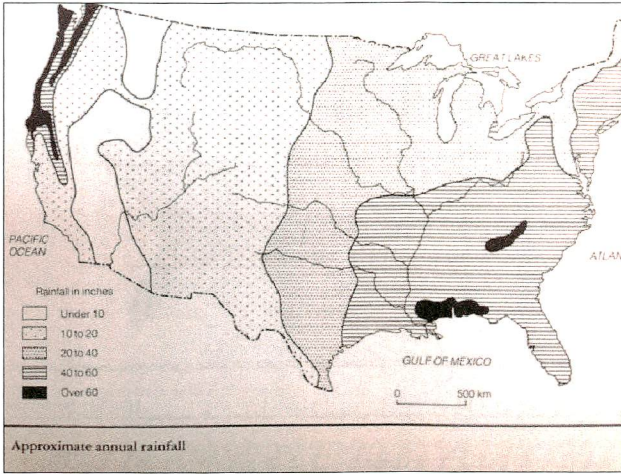 GREAT LAKES
PACIFIC
OCEAN
ATLAN
Rainfall in inches
Under 10
10 to 20
20 to 40
40 to 60
Over 60
GULF OF MEXICO
0 500 km
Approximate annual rainfall